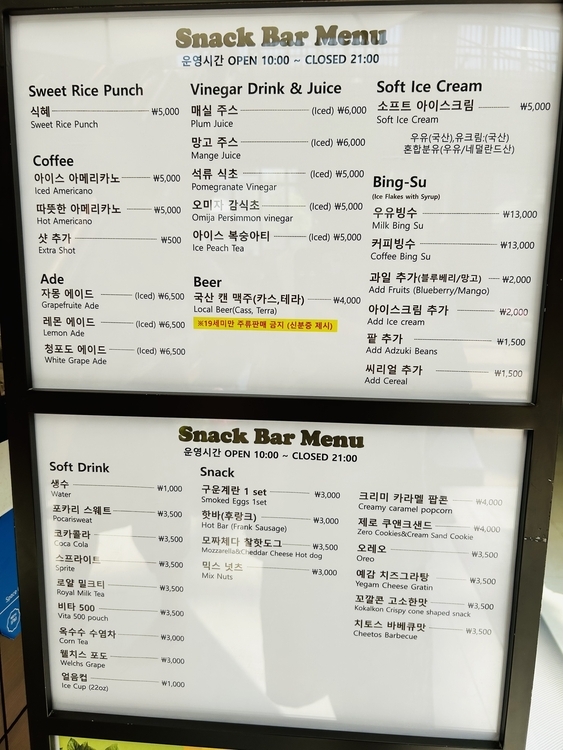 Snack Bar Menu
운영시간 OPEN 10:00 ~ CLOSED 21:00
Sweet Rice Punch
식혜 ₩5,000
Sweet Rice Punch
Coffee
아이스 아메리카노 ₩5,000
Iced Americano
따뜻한 아메리카노 ₩5,000
Hot Americano
샷 추가 ₩500
Extra Shot
Ade
자몽 에이드 (Iced) ₩6,500
Grapefruite Ade
레몬 에이드 (Iced) ₩6,500
Lemon Ade
청포도 에이드 (Iced) ₩6,500
White Grape Ade
Vinegar Drink & Juice
매실 주스 (Iced) ₩6,000
Plum Juice
망고 주스 (Iced) ₩6,000
Mange Juice
석류 식초 (Iced) ₩5,000
Pomegranate Vinegar
오미자 감식초 (Iced) ₩5,000
Omija Persimmon vinegar
아이스 복숭아티 (Iced) ₩5,000
Ice Peach Tea
Beer
국산 캔 맥주(카스,테라) ₩4,000
Local Beer(Cass, Terra)
※19세미만 주류판매 금지 (신분증 제시)
Soft Ice Cream
소프트 아이스크림 ₩5,000
Soft Ice Cream
우유(국산),유크림:(국산)
혼합분유(우유/네덜란드산)
Bing-Su
(Ice Flakes with Syrup)
우유빙수 ₩13,000
Milk Bing Su
커피빙수 ₩13,000
Coffee Bing Su
과일 추가(블루베리/망고) ₩2,000
Add Fruits (Blueberry/Mango)
아이스크림 추가 ₩2,000
Add Ice cream
팥 추가 ₩1,500
Add Adzuki Beans
씨리얼 추가 ₩1,500
Add Cereal
Snack Bar Menu
운영시간 OPEN 10:00 ~ CLOSED 21:00
Soft Drink
생수 ₩1,000
Water
포카리 스웨트 ₩3,500
Pocarisweat
코카콜라 ₩3,500
Coca Cola
스프라이트 ₩3,500
Sprite
로얄 밀크티 ₩3,500
Royal Milk Tea
비타 500 ₩3,500
Vita 500 pouch
옥수수 수염차 ₩3,000
Corn Tea
웰치스 포도 ₩3,000
Welchs Grape
얼음컵 ₩1,000
Ice Cup (22oz)
Snack
구운계란 1 set ₩3,000
Smoked Eggs 1set
핫바(후랑크) ₩3,000
Hot Bar (Frank Sausage)
모짜체다 찰핫도그 ₩3,500
Mozzarella&Cheddar Cheese Hot dog
믹스 넛츠 ₩3,000
Mix Nuts
크리미 카라멜 팝콘 ₩4,000
Creamy caramel popcorn
제로 쿠앤크샌드 ₩4,000
Zero Cookies&Cream Sand Cookie
오레오 ₩3,500
Oreo
예감 치즈그라탕 ₩3,500
Yegam Cheese Gratin
꼬깔콘 고소한맛 ₩3,500
Kokalkon Crispy cone shaped snack
치토스 바베큐맛 ₩3,500
Cheetos Barbecue